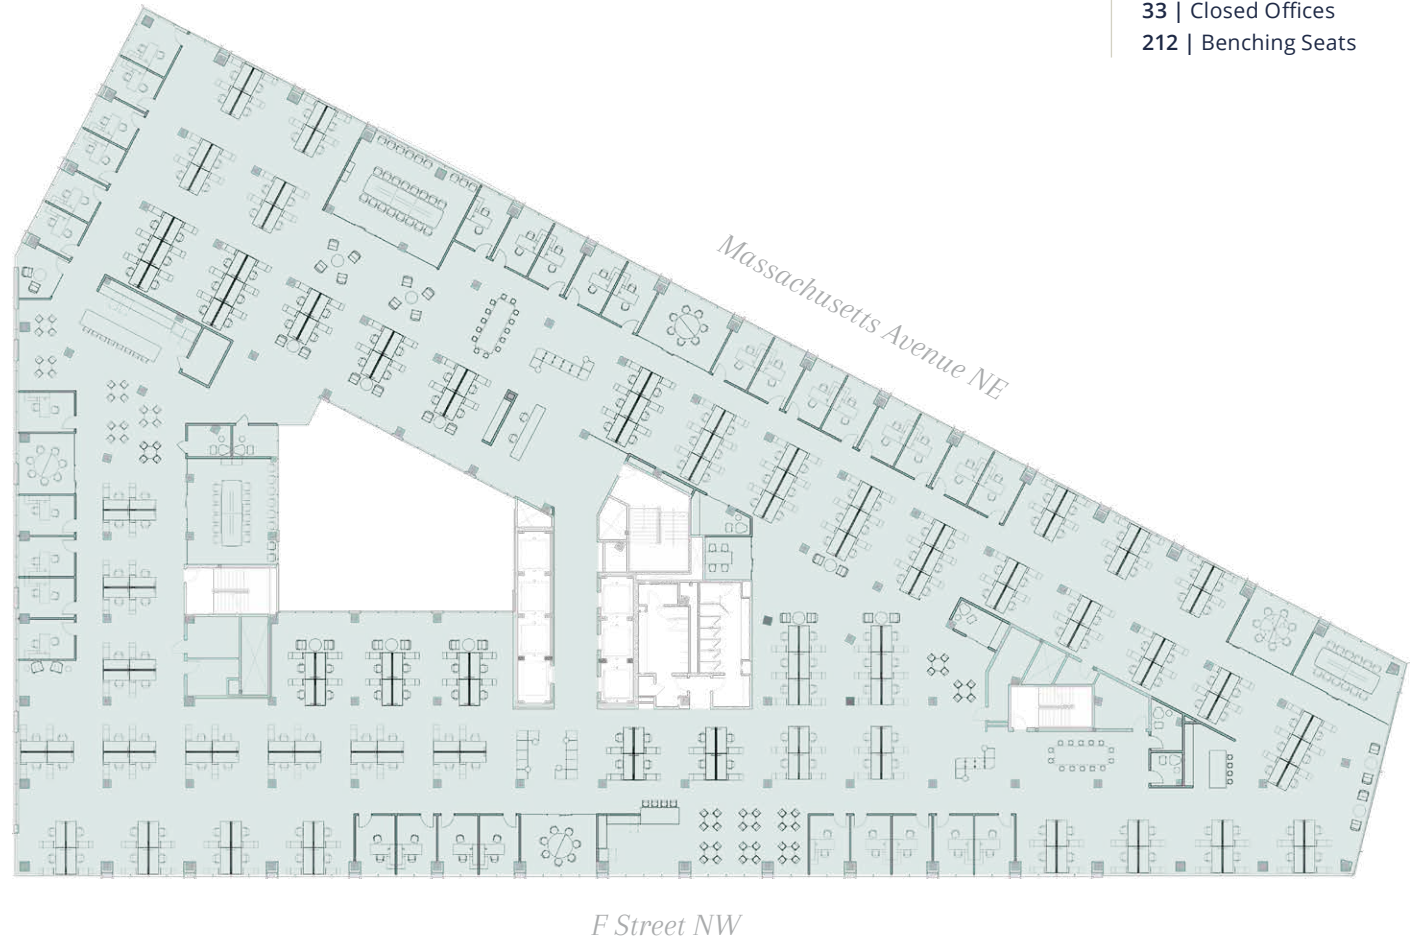 33 | Closed Offices
212 | Benching Seats
Massachusetts Avenue NE
F Street NW